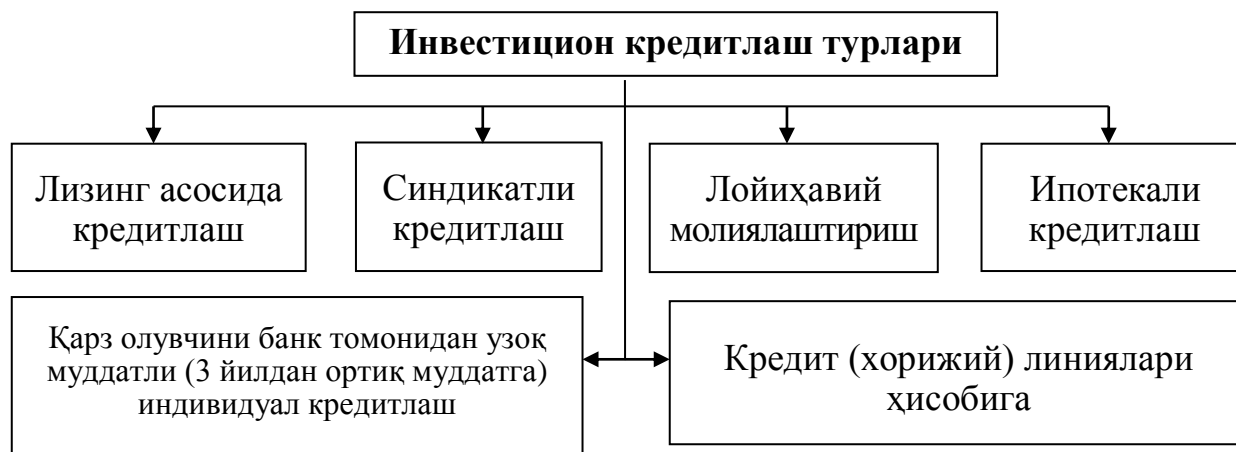 Инвестицион кредитлаш турлари
Лизинг асосида
кредитлаш
Синдикатли
кредитлаш
Лойиҳавий
молиялаштириш
Ипотекали
кредитлаш
Қарз олувчини банк томонидан узоқ
муддатли (3 йилдан ортиқ муддатга)
индивидуал кредитлаш
Кредит (хорижий) линиялари
ҳисобига